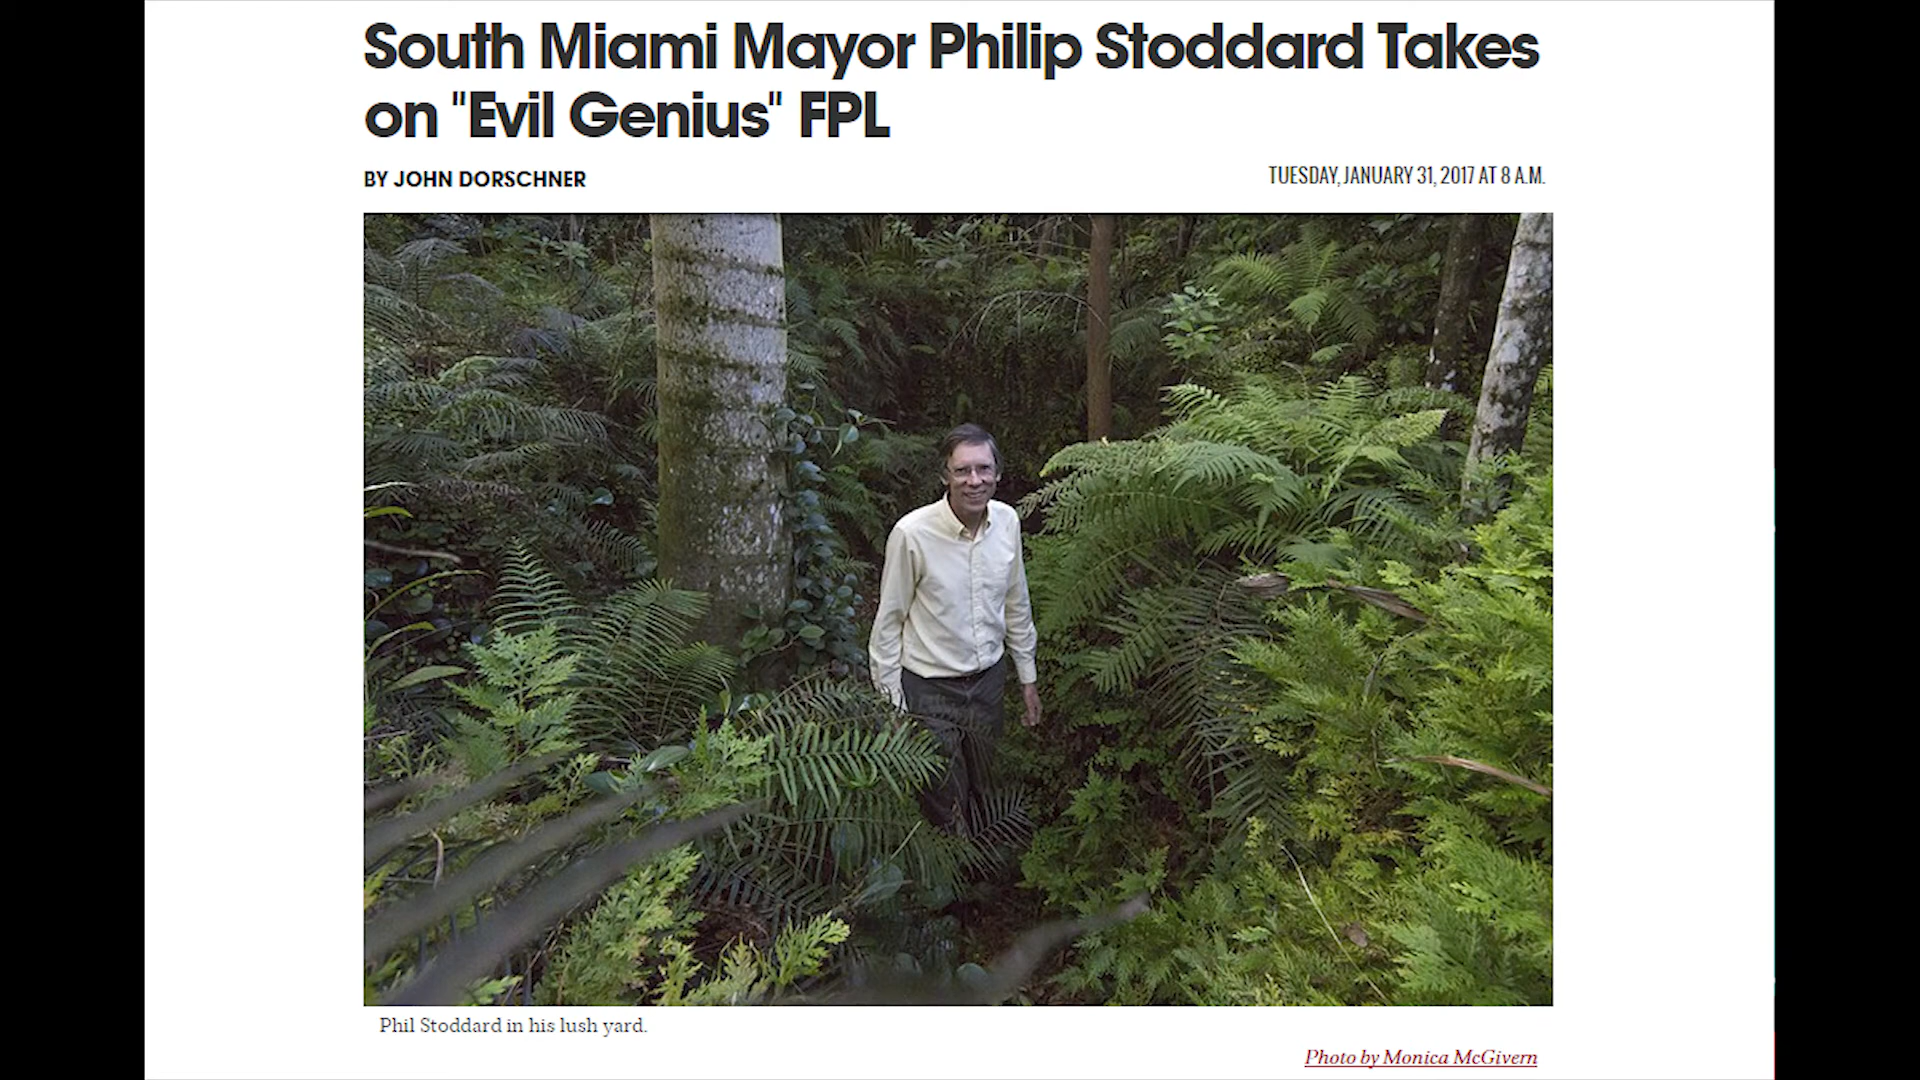 South Miami Mayor Philip Stoddard Takes
on "Evil Genius" FPL
BY JOHN DORSCHNER
TUESDAY, JANUARY 31, 2017 AT 8 A.M.
Phil Stoddard in his lush yard.
Photo by Monica McGivern